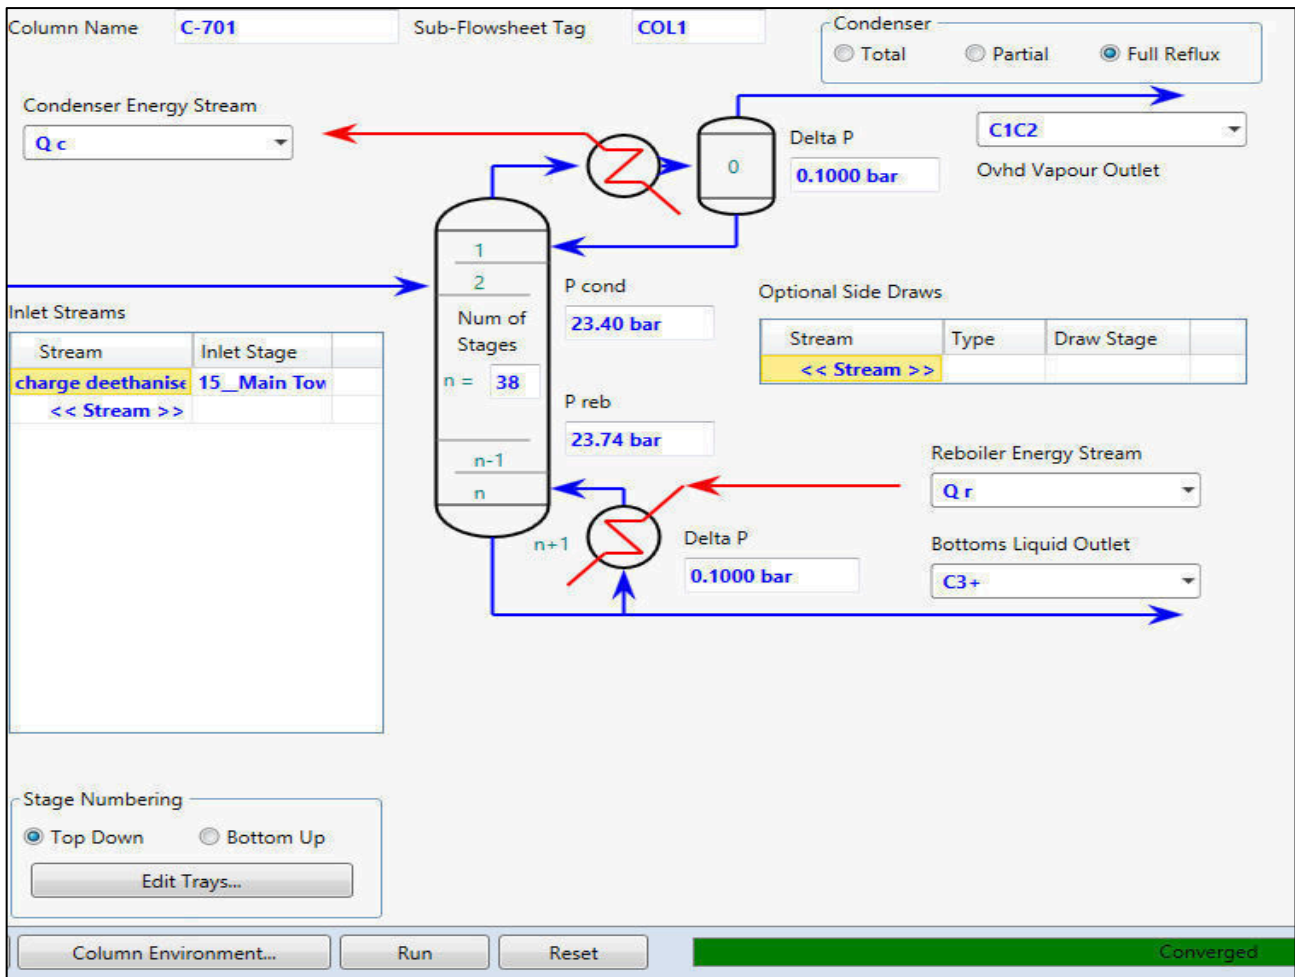 Column Name C-701 Sub-Flowsheet Tag COL1
Condenser
Total Partial Full Reflux
Condenser Energy Stream
Q c
0
Delta P
0.1000 bar
C1C2
Ovhd Vapour Outlet
1
2
Num of
Stages
n = 38
n-1
n
n+1
P cond
23.40 bar
P reb
23.74 bar
Inlet Streams
Stream Inlet Stage
charge deethanise 15__Main Tow
<< Stream >>
Optional Side Draws
Stream Type Draw Stage
<< Stream >>
Reboiler Energy Stream
Q r
Delta P
0.1000 bar
Bottoms Liquid Outlet
C3+
Stage Numbering
Top Down Bottom Up
Edit Trays...
Column Environment... Run Reset Converged